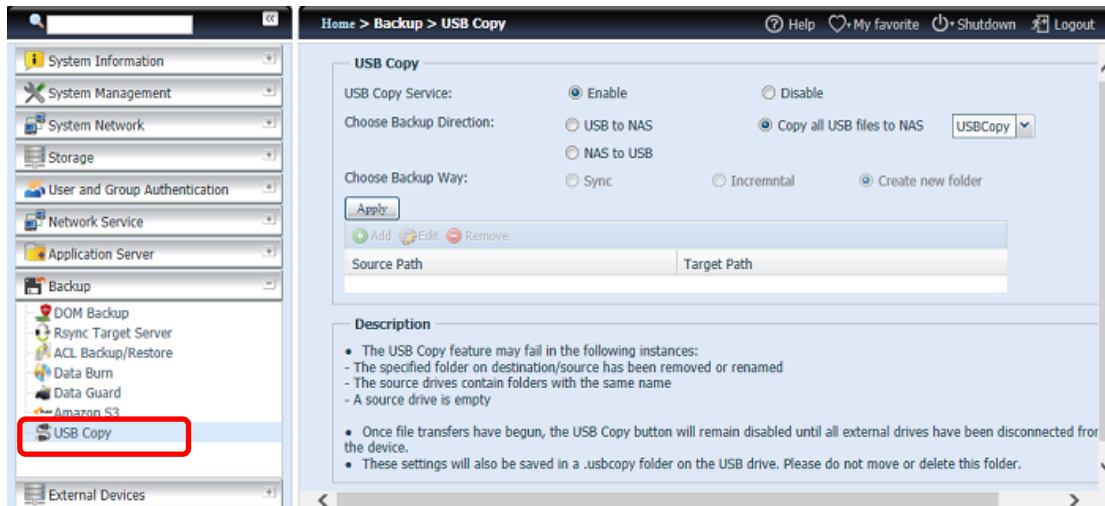 Home > Backup > USB Copy
Help My favorite Shutdown Logout
System Information
System Management
System Network
Storage
User and Group Authentication
Network Service
Application Server
Backup
DOM Backup
Rsync Target Server
ACL Backup/Restore
Data Burn
Data Guard
Amazon S3
USB Copy
External Devices
USB Copy
USB Copy Service: Enable Disable
Choose Backup Direction: USB to NAS Copy all USB files to NAS USBCopy
NAS to USB
Choose Backup Way: Sync Incremntal Create new folder
Apply
Add Edit Remove
Source Path Target Path
Description
• The USB Copy feature may fail in the following instances:
- The specified folder on destination/source has been removed or renamed
- The source drives contain folders with the same name
- A source drive is empty
• Once file transfers have begun, the USB Copy button will remain disabled until all external drives have been disconnected from
the device.
• These settings will also be saved in a .usbcopy folder on the USB drive. Please do not move or delete this folder.